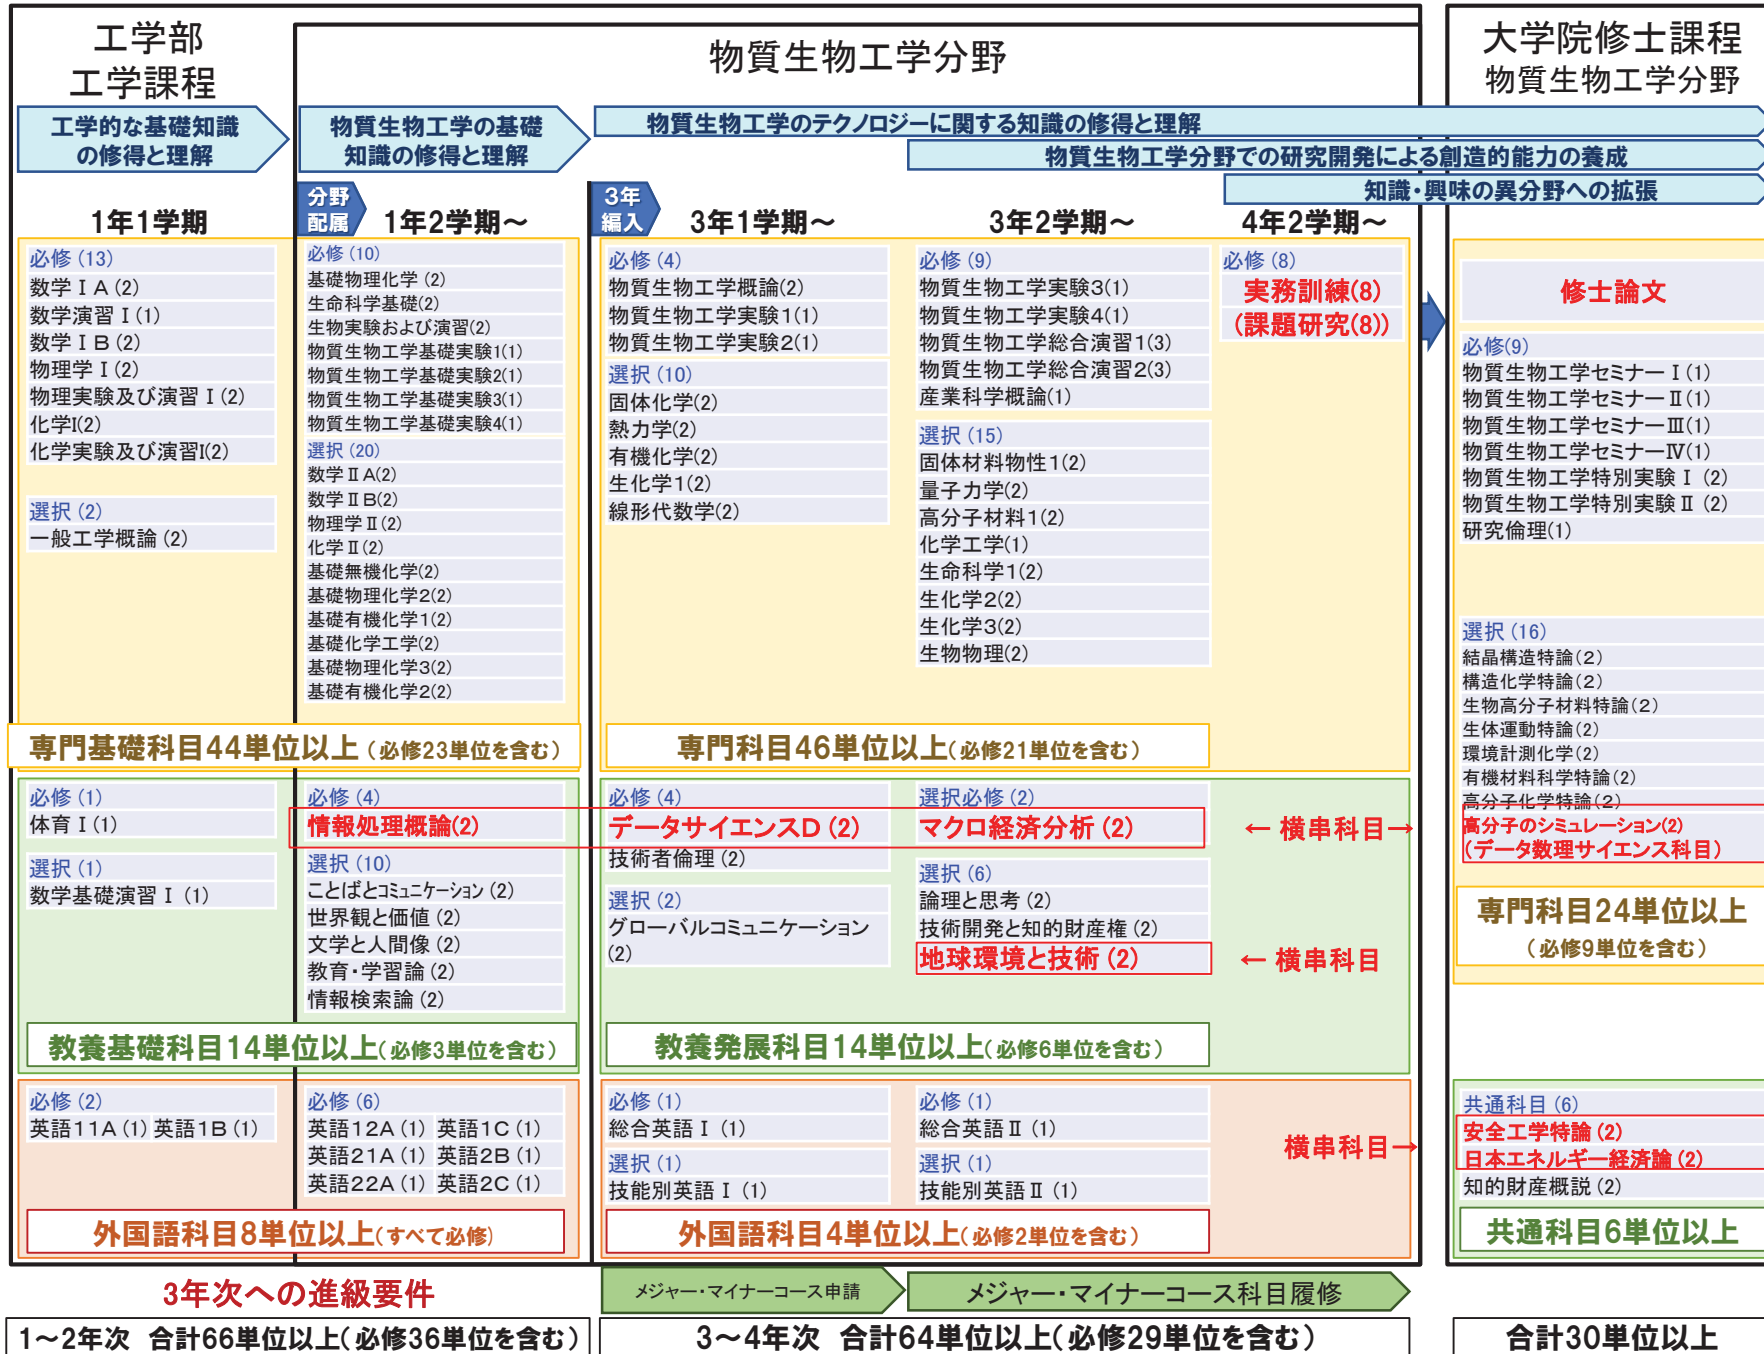 工学部
工学課程
物質生物工学分野
大学院修士課程
物質生物工学分野
工学的な基礎知識
の修得と理解
物質生物工学の基礎
知識の修得と理解
物質生物工学のテクノロジーに関する知識の修得と理解
物質生物工学分野での研究開発による創造的能力の養成
知識・興味の異分野への拡張
1年1学期
分野
配属
1年2学期～
3年
編入
3年1学期～
3年2学期～
4年2学期～
必修(13)
数学ⅠA(2)
数学演習Ⅰ(1)
数学ⅠB(2)
物理学Ⅰ(2)
物理実験及び演習Ⅰ(2)
化学I(2)
化学実験及び演習I(2)
選択(2)
一般工学概論(2)
必修(10)
基礎物理化学(2)
生命科学基礎(2)
生物実験および演習(2)
物質生物工学基礎実験1(1)
物質生物工学基礎実験2(1)
物質生物工学基礎実験3(1)
物質生物工学基礎実験4(1)
選択(20)
数学ⅡA(2)
数学ⅡB(2)
物理学Ⅱ(2)
化学Ⅱ(2)
基礎無機化学(2)
基礎物理化学2(2)
基礎有機化学1(2)
基礎化学工学(2)
基礎物理化学3(2)
基礎有機化学2(2)
専門基礎科目44単位以上(必修23単位を含む)
必修(4)
物質生物工学概論(2)
物質生物工学実験1(1)
物質生物工学実験2(1)
選択(10)
固体化学(2)
熱力学(2)
有機化学(2)
生化学1(2)
線形代数学(2)
必修(9)
物質生物工学実験3(1)
物質生物工学実験4(1)
物質生物工学総合演習1(3)
物質生物工学総合演習2(3)
産業科学概論(1)
選択(15)
固体材料物性1(2)
量子力学(2)
高分子材料1(2)
化学工学(1)
生命科学1(2)
生化学2(2)
生化学3(2)
生物物理(2)
必修(8)
実務訓練(8)
(課題研究(8))
専門科目46単位以上(必修21単位を含む)
修士論文
必修(9)
物質生物工学セミナーⅠ(1)
物質生物工学セミナーⅡ(1)
物質生物工学セミナーⅢ(1)
物質生物工学セミナーⅣ(1)
物質生物工学特別実験Ⅰ(2)
物質生物工学特別実験Ⅱ(2)
研究倫理(1)
選択(16)
結晶構造特論(2)
構造化学特論(2)
生物高分子材料特論(2)
生体運動特論(2)
環境計測化学(2)
有機材料科学特論(2)
高分子化学特論(2)
高分子のシミュレーション(2)
(データ数理サイエンス科目)
専門科目24単位以上
(必修9単位を含む)
必修(1)
体育Ⅰ(1)
選択(1)
数学基礎演習Ⅰ(1)
必修(4)
情報処理概論(2)
選択(10)
ことばとコミュニケーション(2)
世界観と価値(2)
文学と人間像(2)
教育・学習論(2)
情報検索論(2)
教養基礎科目14単位以上(必修3単位を含む)
必修(4)
データサイエンスD(2)
技術者倫理(2)
選択(2)
グローバルコミュニケーション
(2)
選択必修(2)
マクロ経済分析(2)
選択(6)
論理と思考(2)
技術開発と知的財産権(2)
地球環境と技術(2)
←横串科目→
←横串科目
教養発展科目14単位以上(必修6単位を含む)
必修(2)
英語11A(1) 英語1B(1)
必修(6)
英語12A(1) 英語1C(1)
英語21A(1) 英語2B(1)
英語22A(1) 英語2C(1)
外国語科目8単位以上(すべて必修)
必修(1)
総合英語Ⅰ(1)
選択(1)
技能別英語Ⅰ(1)
必修(1)
総合英語Ⅱ(1)
選択(1)
技能別英語Ⅱ(1)
横串科目→
外国語科目4単位以上(必修2単位を含む)
共通科目(6)
安全工学特論(2)
日本エネルギー経済論(2)
知的財産概説(2)
共通科目6単位以上
3年次への進級要件
メジャー・マイナーコース申請
メジャー・マイナーコース科目履修
1～2年次 合計66単位以上(必修36単位を含む)
3～4年次 合計64単位以上(必修29単位を含む)
合計30単位以上